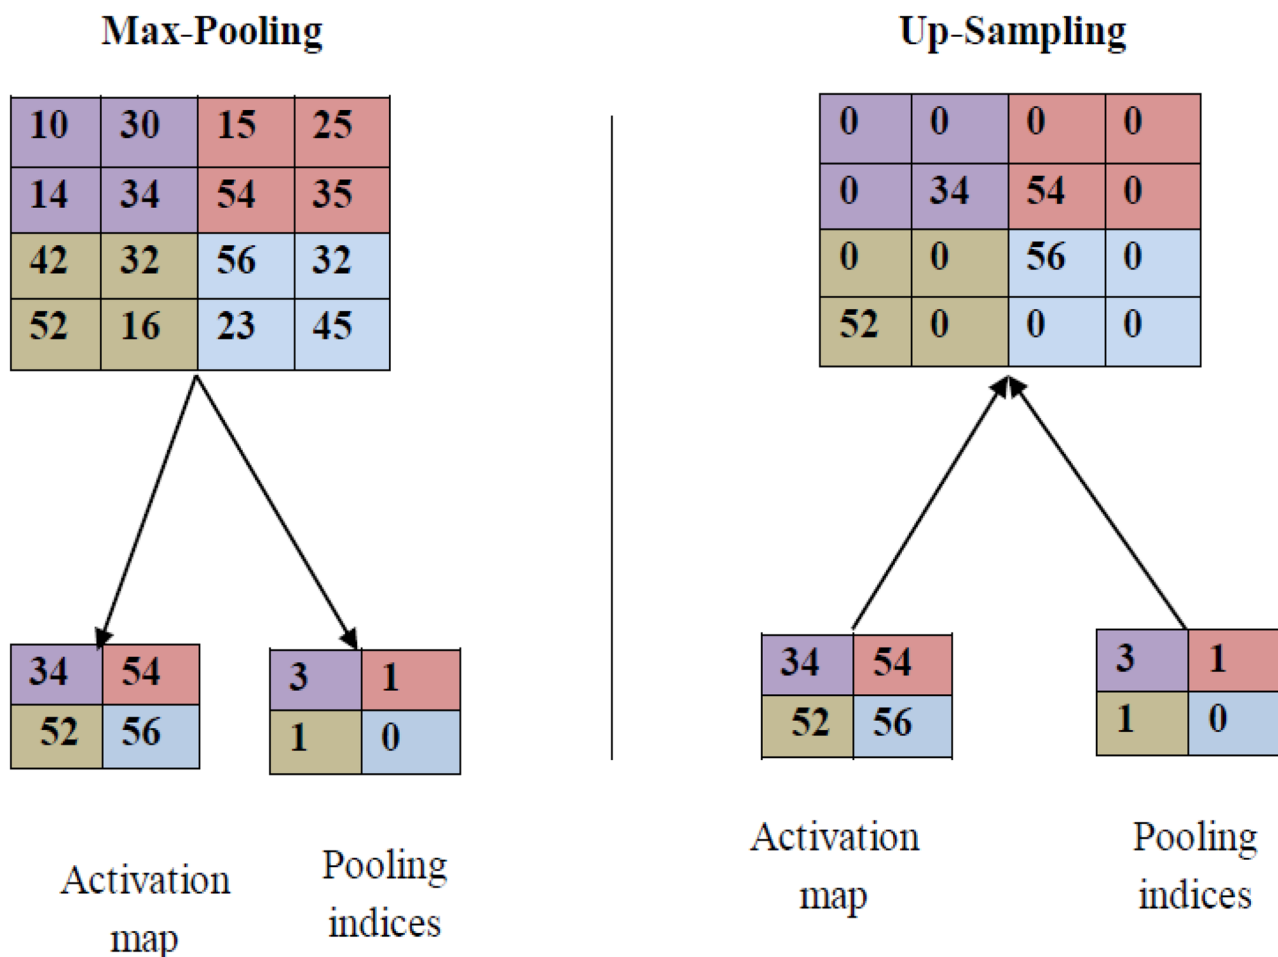 Max-Pooling
10 30 15 25
14 34 54 35
42 32 56 32
52 16 23 45
34 54
52 56
3 1
1 0
Activation
map
Pooling
indices
Up-Sampling
0 0 0 0
0 34 54 0
0 0 56 0
52 0 0 0
34 54
52 56
3 1
1 0
Activation
map
Pooling
indices